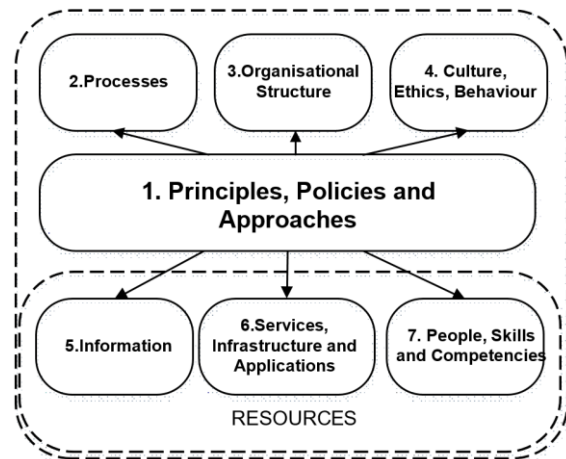 2.Processes
3.Organisational
Structure
4. Culture,
Ethics, Behaviour
1. Principles, Policies and
Approaches
5.Information
6.Services,
Infrastructure and
Applications
7. People, Skills
and Competencies
RESOURCES